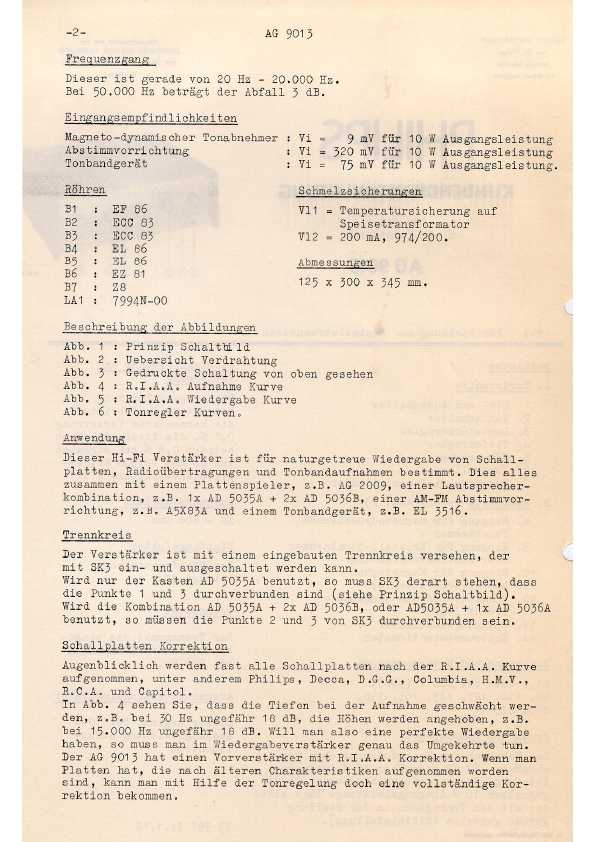 -2-
AG 9013
Frequenzgang
Dieser ist gerade von 20 Hz - 20.000 Hz.
Bei 50.000 Hz beträgt der Abfall 3 dB.
Eingangsempfindlichkeiten
Magneto-dynamischer Tonabnehmer : Vi = 9 mV für 10 W Ausgangsleistung
Abstimmvorrichtung : Vi = 320 mV für 10 W Ausgangsleistung
Tonbandgerät : Vi = 75 mV für 10 W Ausgangsleistung.
Röhren
B1 : EF 86
B2 : ECC 83
B3 : ECC 83
B4 : EL 86
B5 : EL 86
B6 : EZ 81
B7 : Z8
LA1 : 7994N-00
Schmelzsicherungen
Vl1 = Temperatursicherung auf
Speisetransformator
Vl2 = 200 mA, 974/200.
Abmessungen
125 x 300 x 345 mm.
Beschreibung der Abbildungen
Abb. 1 : Prinzip Schaltbild
Abb. 2 : Uebersicht Verdrahtung
Abb. 3 : Gedruckte Schaltung von oben gesehen
Abb. 4 : R.I.A.A. Aufnahme Kurve
Abb. 5 : R.I.A.A. Wiedergabe Kurve
Abb. 6 : Tonregler Kurven.
Anwendung
Dieser Hi-Fi Verstärker ist für naturgetreue Wiedergabe von Schall-
platten, Radioübertragungen und Tonbandaufnahmen bestimmt. Dies alles
zusammen mit einem Plattenspieler, z.B. AG 2009, einer Lautsprecher-
kombination, z.B. 1x AD 5035A + 2x AD 5036B, einer AM-FM Abstimmvor-
richtung, z.B. A5X83A und einem Tonbandgerät, z.B. EL 3516.
Trennkreis
Der Verstärker ist mit einem eingebauten Trennkreis versehen, der
mit SK3 ein- und ausgeschaltet werden kann.
Wird nur der Kasten AD 5035A benutzt, so muss SK3 derart stehen, dass
die Punkte 1 und 3 durchverbunden sind (siehe Prinzip Schaltbild).
Wird die Kombination AD 5035A + 2x AD 5036B, oder AD5035A + 1x AD 5036A
benutzt, so müssen die Punkte 2 und 3 von SK3 durchverbunden sein.
Schallplatten Korrektion
Augenblicklich werden fast alle Schallplatten nach der R.I.A.A. Kurve
aufgenommen, unter anderem Philips, Decca, D.G.G., Columbia, H.M.V.,
R.C.A. und Capitol.
In Abb. 4 sehen Sie, dass die Tiefen bei der Aufnahme geschwächt wer-
den, z.B. bei 30 Hz ungefähr 18 dB, die Höhen werden angehoben, z.B.
bei 15.000 Hz ungefähr 18 dB. Will man also eine perfekte Wiedergabe
haben, so muss man im Wiedergabeverstärker genau das Umgekehrte tun.
Der AG 9013 hat einen Vorverstärker mit R.I.A.A. Korrektion. Wenn man
Platten hat, die nach älteren Charakteristiken aufgenommen worden
sind, kann man mit Hilfe der Tonregelung doch eine vollständige Kor-
rektion bekommen.